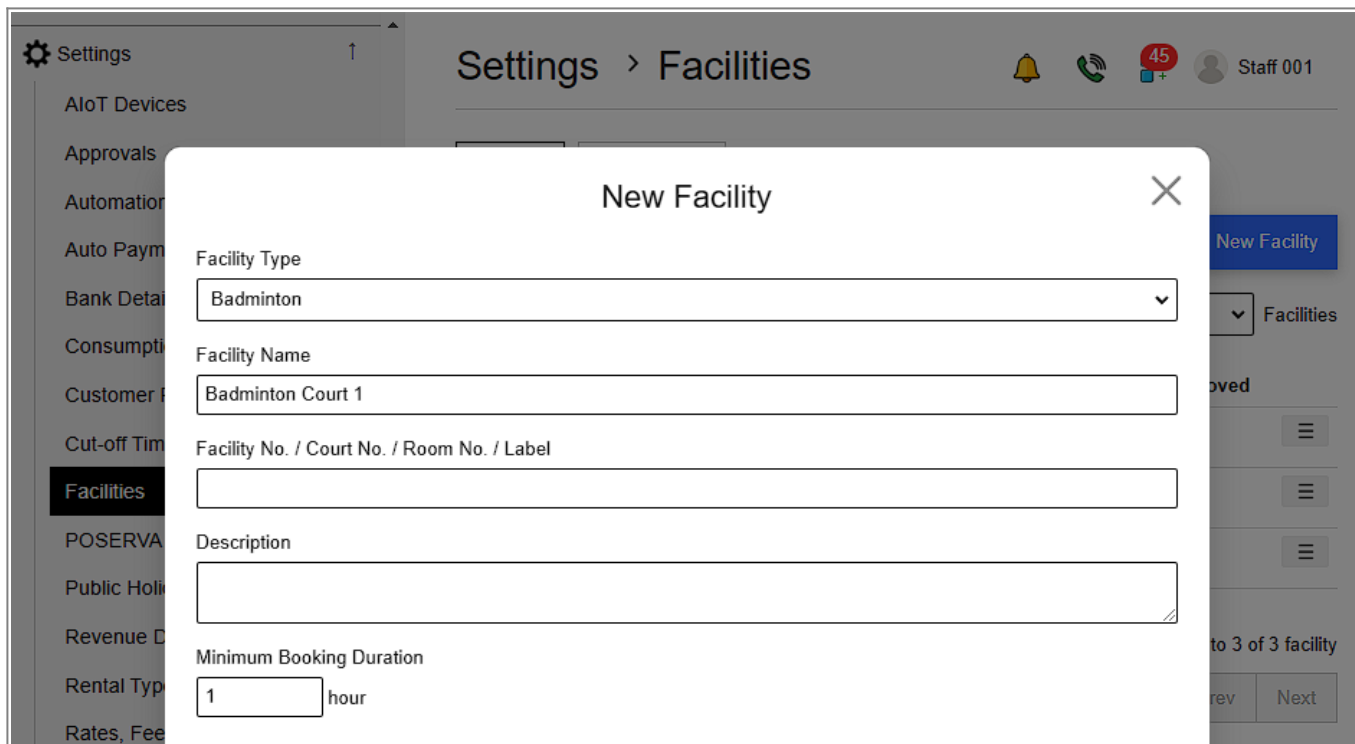 Settings ↑
Settings > Facilities
45
Staff 001
AIoT Devices
Approvals
Automation
Auto Paym
Bank Detai
Consumpti
Customer
Cut-off Tim
Facilities
POSERVA
Public Holi
Revenue D
Rental Typ
Rates, Fee
New Facility
Facility Type
Badminton
Facility Name
Badminton Court 1
Facility No. / Court No. / Room No. / Label
Description
Minimum Booking Duration
1 hour
New Facility
Facilities
oved
to 3 of 3 facility
rev Next